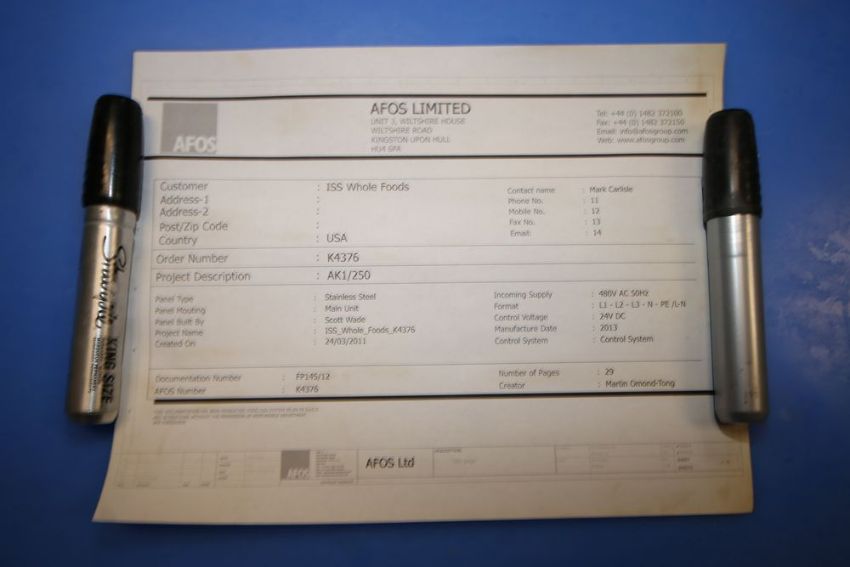 AFOS
AFOS LIMITED
UNIT 3, WILTSHIRE HOUSE
WILTSHIRE ROAD
KINGSTON UPON HULL
HU4 6PA
Tel: +44 (0) 1482 372100
Fax: +44 (0) 1482 372150
Email: info@afosgroup.com
Web: www.afosgroup.com
Customer : ISS Whole Foods
Address-1 :
Address-2 :
Post/Zip Code :
Country : USA
Contact name : Mark Carlisle
Phone No. : 11
Mobile No. : 12
Fax No. : 13
Email : 14
Order Number : K4376
Project Description : AK1/250
Panel Type : Stainless Steel
Panel Mouting : Main Unit
Panel Built By : Scott Wade
Project Name : ISS_Whole_Foods_K4376
Created On : 24/03/2011
Incoming Supply : 480V AC 50Hz
Format : L1 - L2 - L3 - N - PE /L-N
Control Voltage : 24V DC
Manufacture Date : 2013
Control System : Control System
Documentation Number : FP145/12
AFOS Number : K4376
Number of Pages : 29
Creator : Martin Omond-Tong
AFOS
AFOS Ltd
Sharpie
KING SIZE